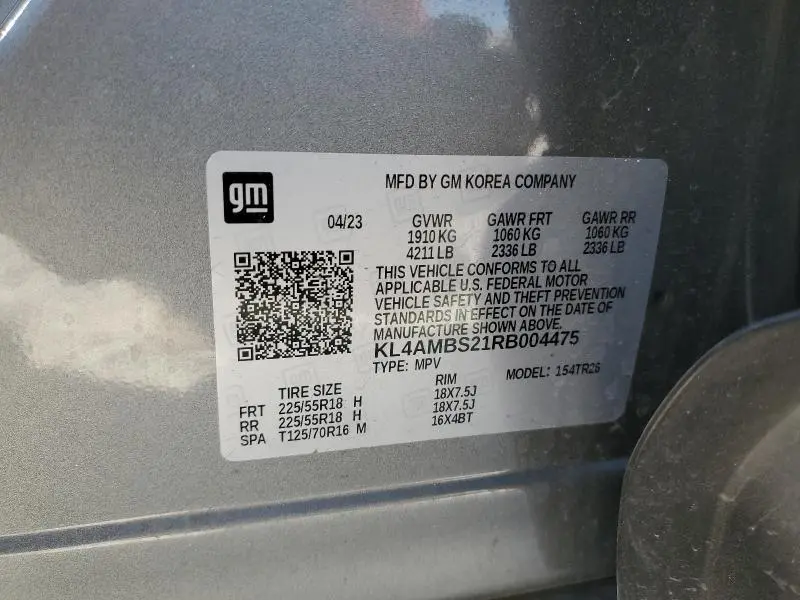 gm
MFD BY GM KOREA COMPANY
04/23 GVWR GAWR FRT GAWR RR
1910 KG 1060 KG 1060 KG
4211 LB 2336 LB 2336 LB
THIS VEHICLE CONFORMS TO ALL
APPLICABLE U.S. FEDERAL MOTOR
VEHICLE SAFETY AND THEFT PREVENTION
STANDARDS IN EFFECT ON THE DATE OF
MANUFACTURE SHOWN ABOVE.
KL4AMBS21RB004475
TYPE: MPV MODEL: 1S4TR26
TIRE SIZE RIM
FRT 225/55R18 H 18X7.5J
RR 225/55R18 H 18X7.5J
SPA T125/70R16 M 16X4BT